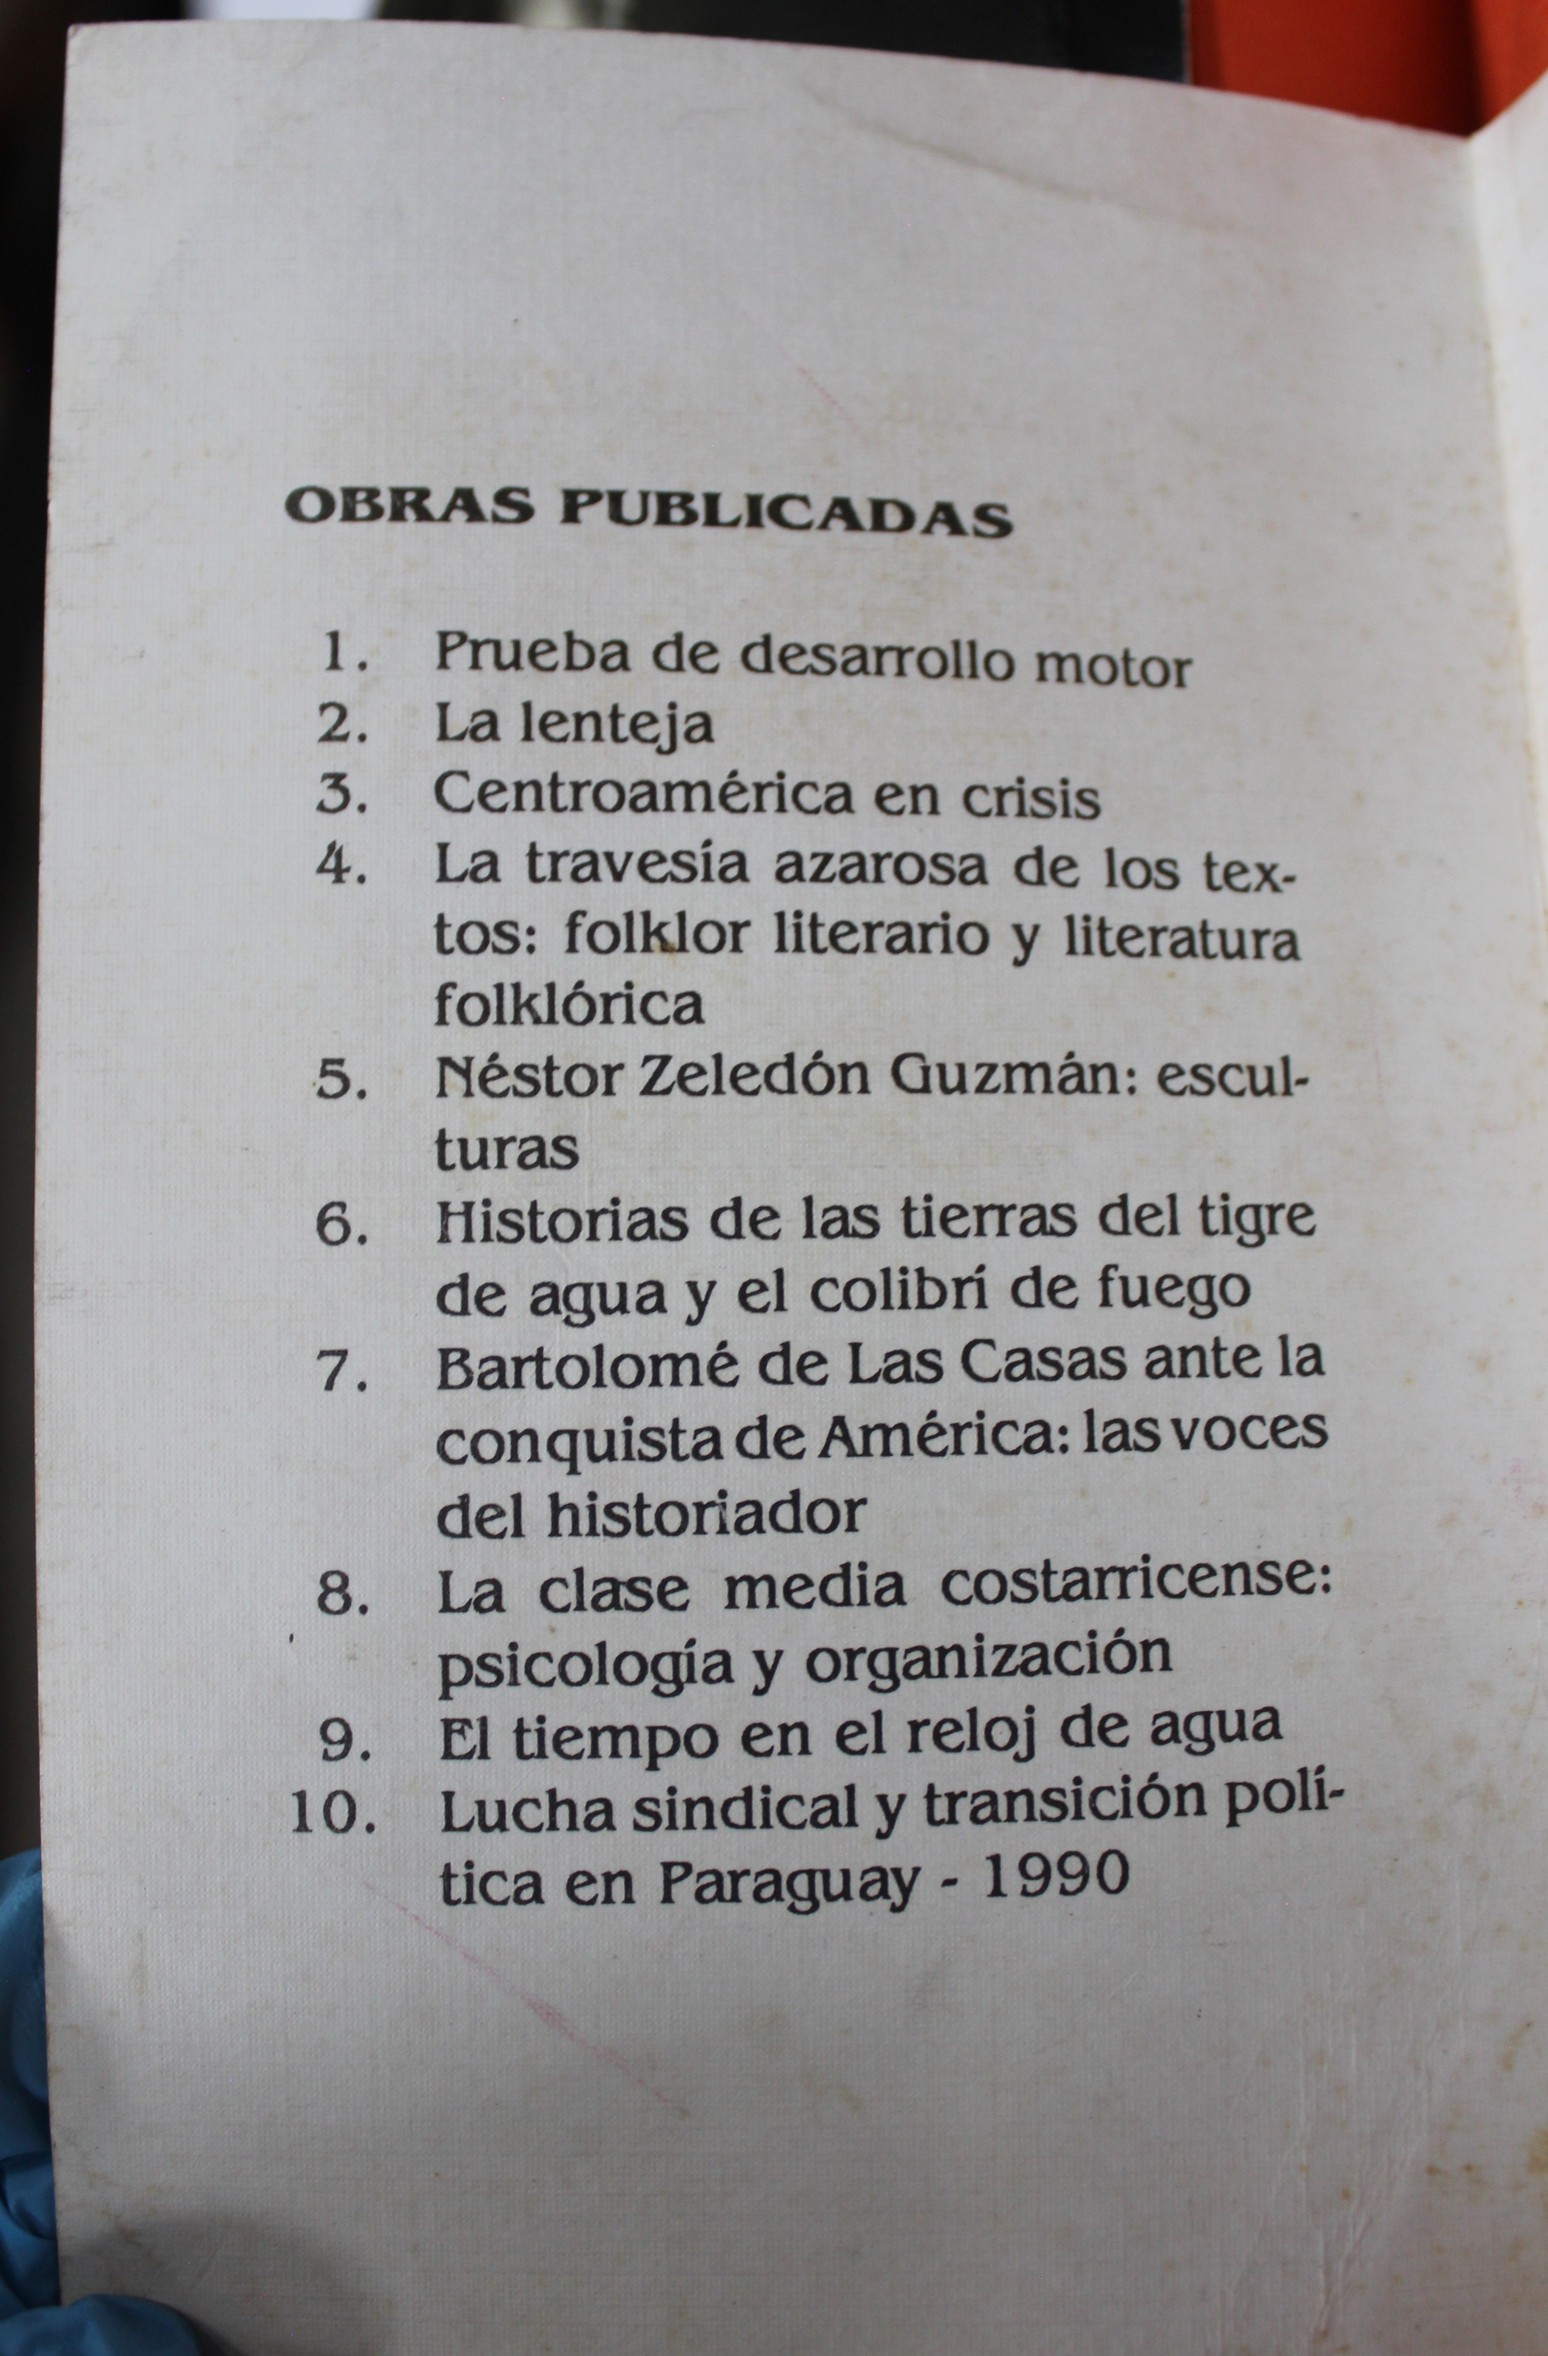 OBRAS PUBLICADAS
1. Prueba de desarrollo motor
2. La lenteja
3. Centroamérica en crisis
4. La travesía azarosa de los tex-
tos: folklor literario y literatura
folklórica
5. Néstor Zeledón Guzmán: escul-
turas
6. Historias de las tierras del tigre
de agua y el colibrí de fuego
7. Bartolomé de Las Casas ante la
conquista de América: las voces
del historiador
8. La clase media costarricense:
psicología y organización
9. El tiempo en el reloj de agua
10. Lucha sindical y transición polí-
tica en Paraguay - 1990